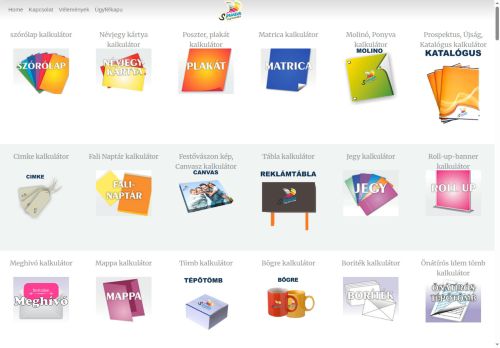 Home Kapcsolat Vélemények Ügyfélkapu
szórólap kalkulátor
Névjegy kártya kalkulátor
Poszter, plakát kalkulátor
Matrica kalkulátor
Molinó, Ponyva kalkulátor
Prospektus, Újság, Katalógus kalkulátor
SZÓRÓLAP
NÉVJEGY-
KÁRTYA
PLAKÁT
MATRICA
MOLINO
KATALÓGUS
Cimke kalkulátor
Fali Naptár kalkulátor
Festővászon kép, Canvasz kalkulátor
Tábla kalkulátor
Jegy kalkulátor
Roll-up-banner kalkulátor
CIMKE
FALI-
NAPTÁR
CANVAS
REKLÁMTÁBLA
JEGY
ROLL-UP
Meghívó kalkulátor
Mappa kalkulátor
Tömb kalkulátor
Bögre kalkulátor
Boríték kalkulátor
Önátírós Idem tömb kalkulátor
Meghívó
MAPPA
TÉPŐTÖMB
BÖGRE
BORÍTÉK
ÖNÁTÍRÓS
TÉPŐTÖMB